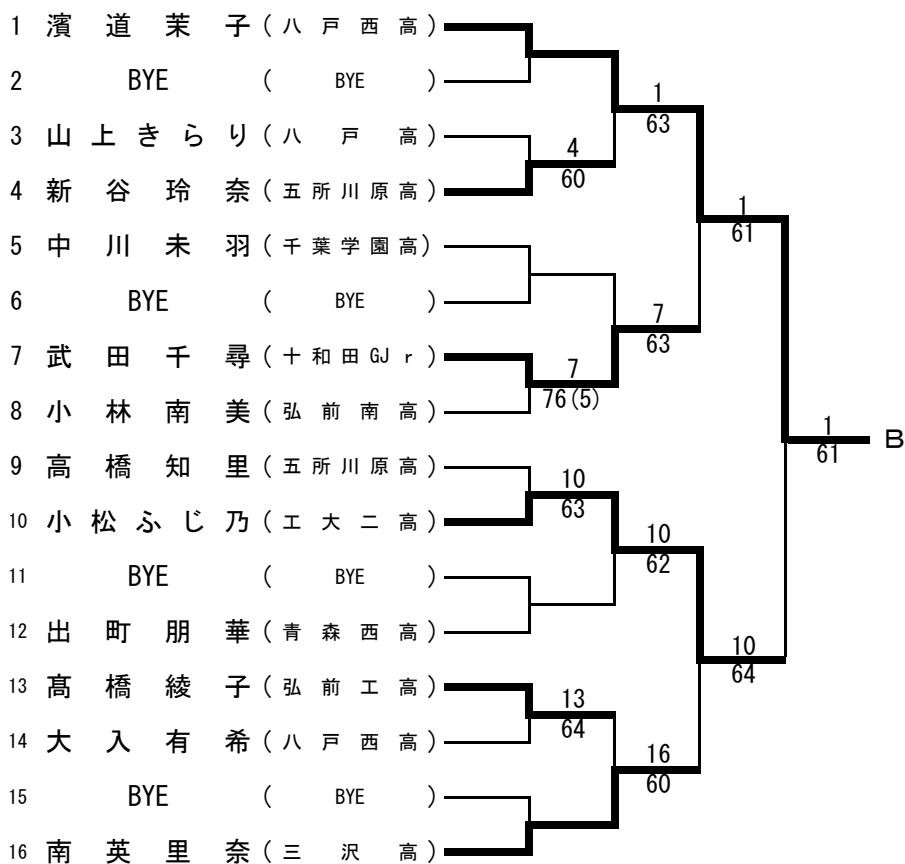 1 濱道茉子 (八戸西高)
2 BYE ( BYE )
1
63
3 山上きらり (八戸高)
4
60
4 新谷玲奈 (五所川原高)
1
61
5 中川未羽 (千葉学園高)
6 BYE ( BYE )
7
63
7 武田千尋 (十和田GJr)
7
76(5)
8 小林南美 (弘前南高)
1
61
B
9 高橋知里 (五所川原高)
10
63
10 小松ふじ乃 (工大二高)
10
62
11 BYE ( BYE )
12 出町朋華 (青森西高)
10
64
13 髙橋綾子 (弘前工高)
13
64
14 大入有希 (八戸西高)
16
60
15 BYE ( BYE )
16 南英里奈 (三沢高)